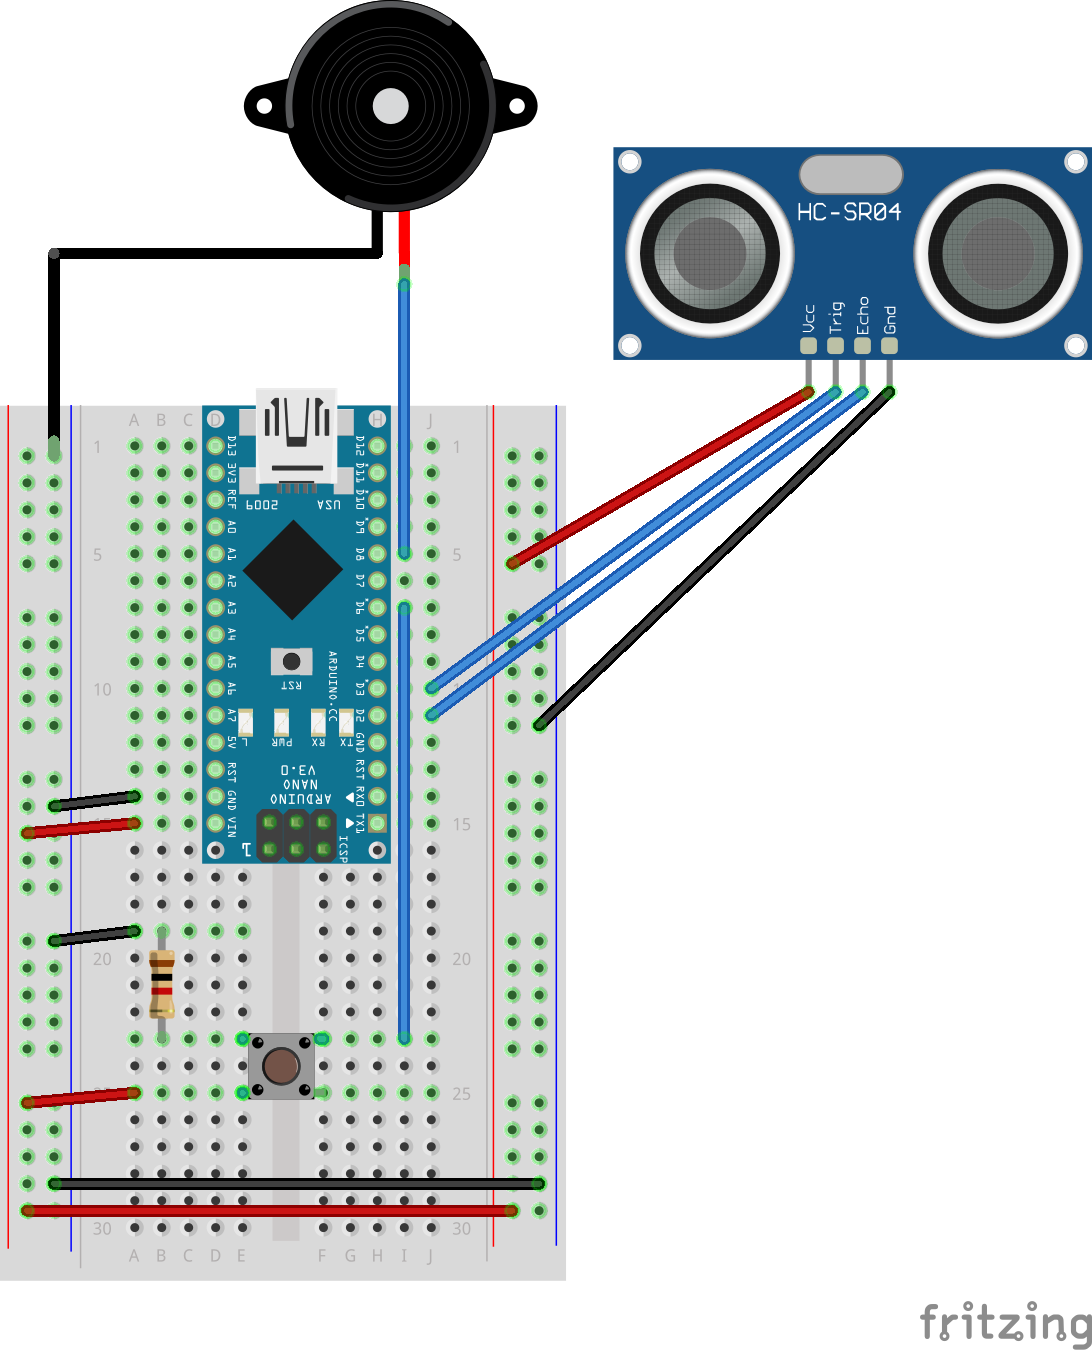 HC-SR04
Vcc
Trig
Echo
Gnd
A B C D H J
1 1
D13 D12
3V3 D11
REF D10
2009 USA
A0 D9
5 A1 D8 5
A2 D7
A3 D6
A4 D5
A5 D4
RST
ARDUINO.CC
10 A6 D3
A7 D2
L PWR RX TX
5V GND
RST RST
GND RX0
VIN TX1
ARDUINO
NANO
V3.0
15
1
ICSP
20 20
25
30 30
A B C D E F G H I J
fritzing